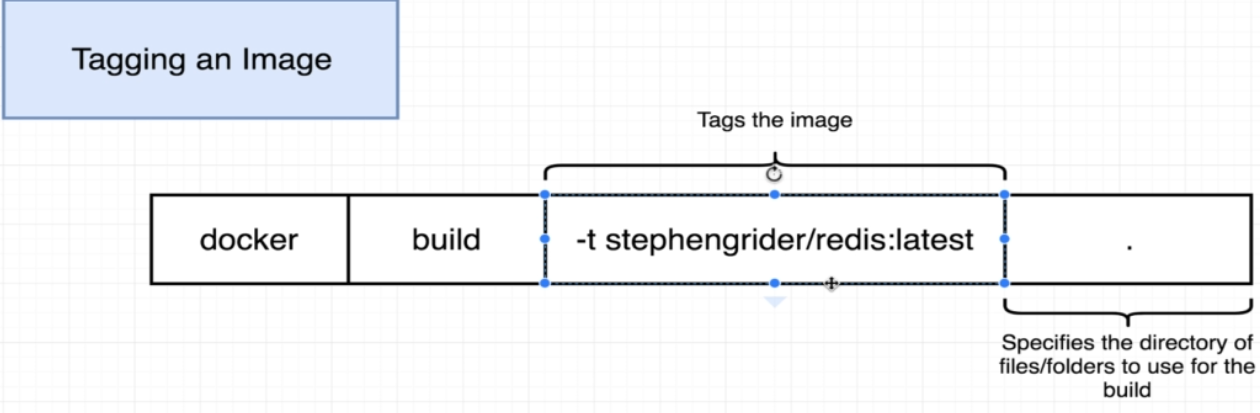 Tagging an Image
Tags the image
docker build -t stephengrider/redis:latest .
Specifies the directory of
files/folders to use for the
build